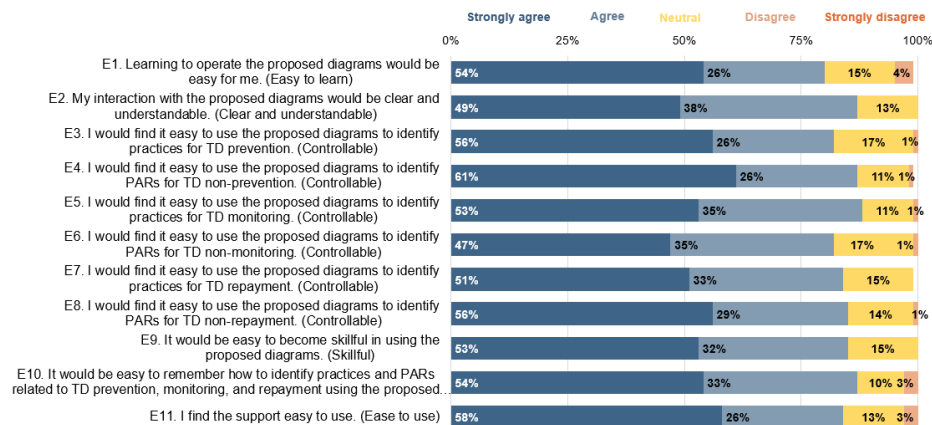 Strongly agree Agree Neutral Disagree Strongly disagree
0% 25% 50% 75% 100%
E1. Learning to operate the proposed diagrams would be
easy for me. (Easy to learn)
54% 26% 15% 4%
E2. My interaction with the proposed diagrams would be clear and
understandable. (Clear and understandable)
49% 38% 13%
E3. I would find it easy to use the proposed diagrams to identify
practices for TD prevention. (Controllable)
56% 26% 17% 1%
E4. I would find it easy to use the proposed diagrams to identify
PARs for TD non-prevention. (Controllable)
61% 26% 11% 1%
E5. I would find it easy to use the proposed diagrams to identify
practices for TD monitoring. (Controllable)
53% 35% 11% 1%
E6. I would find it easy to use the proposed diagrams to identify
PARs for TD non-monitoring. (Controllable)
47% 35% 17% 1%
E7. I would find it easy to use the proposed diagrams to identify
practices for TD repayment. (Controllable)
51% 33% 15%
E8. I would find it easy to use the proposed diagrams to identify
PARs for TD non-repayment. (Controllable)
56% 29% 14% 1%
E9. It would be easy to become skillful in using the
proposed diagrams. (Skillful)
53% 32% 15%
E10. It would be easy to remember how to identify practices and PARs
related to TD prevention, monitoring, and repayment using the proposed...
54% 33% 10% 3%
E11. I find the support easy to use. (Ease to use)
58% 26% 13% 3%